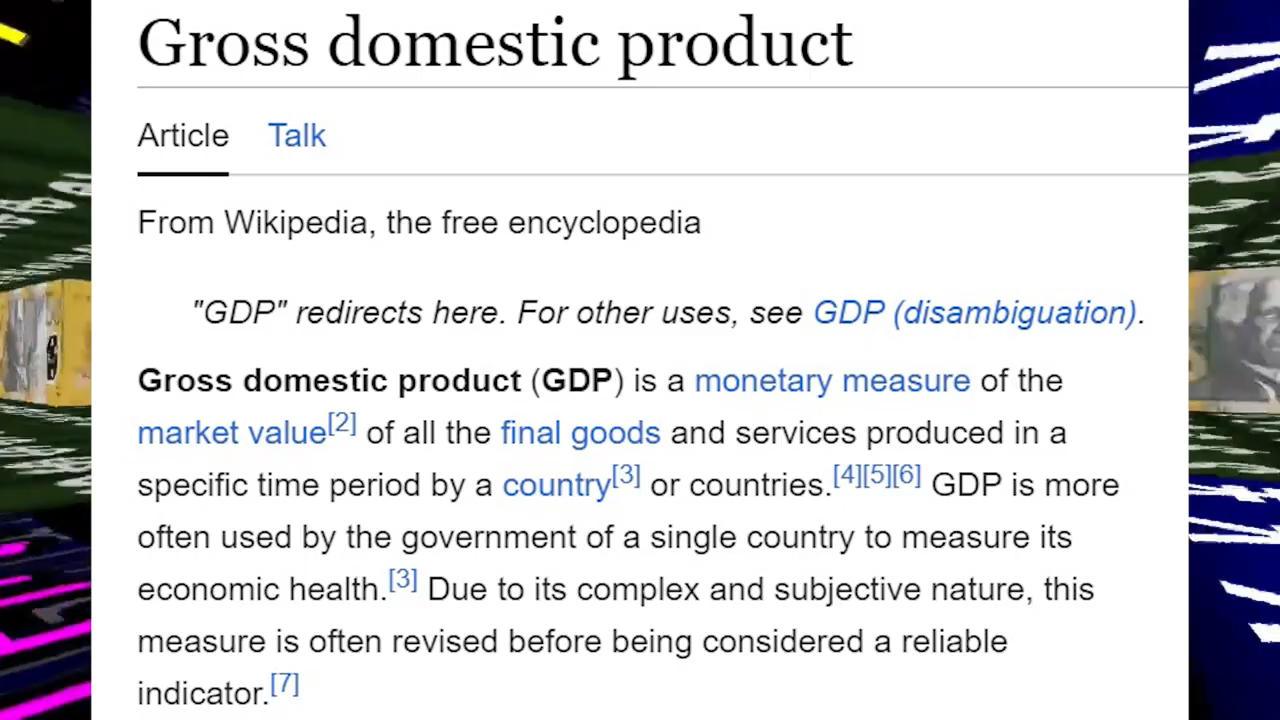 Gross domestic product
Article Talk
From Wikipedia, the free encyclopedia
"GDP" redirects here. For other uses, see GDP (disambiguation).
Gross domestic product (GDP) is a monetary measure of the
market value[2] of all the final goods and services produced in a
specific time period by a country[3] or countries.[4][5][6] GDP is more
often used by the government of a single country to measure its
economic health.[3] Due to its complex and subjective nature, this
measure is often revised before being considered a reliable
indicator.[7]